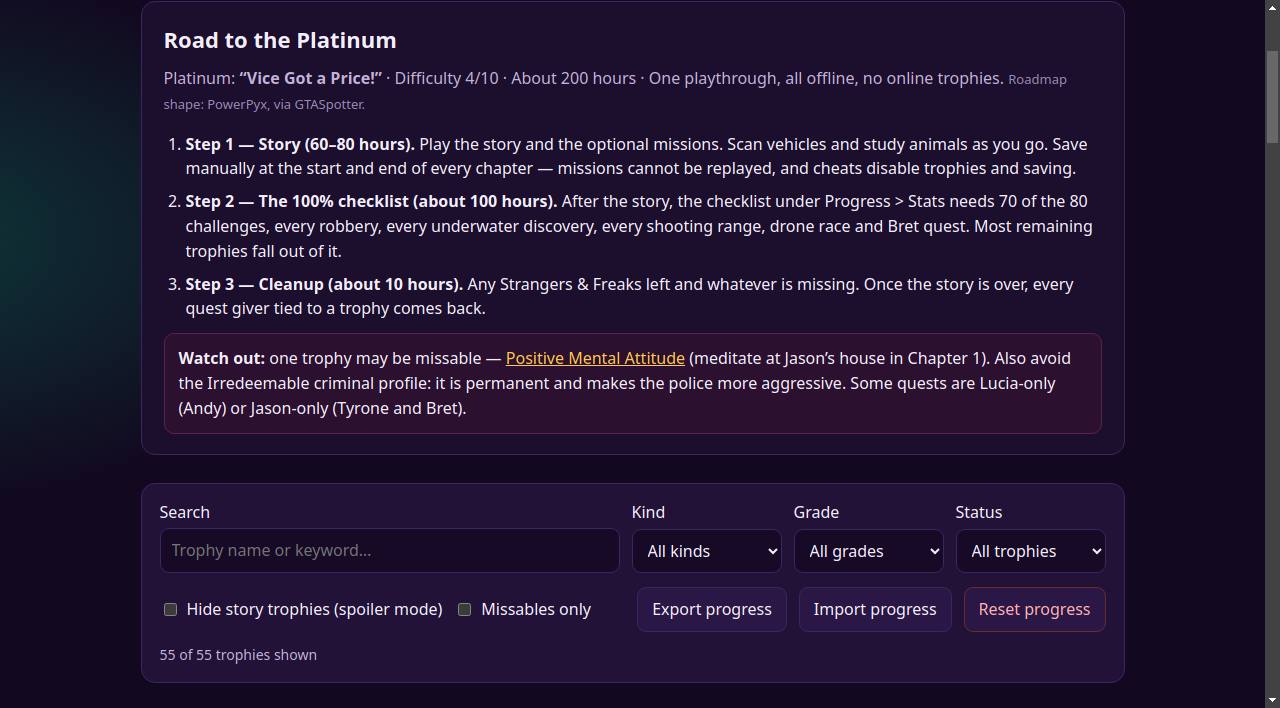 Road to the Platinum
Platinum: “Vice Got a Price!” · Difficulty 4/10 · About 200 hours · One playthrough, all offline, no online trophies. Roadmap
shape: PowerPyx, via GTASpotter.
1. Step 1 — Story (60–80 hours). Play the story and the optional missions. Scan vehicles and study animals as you go. Save
manually at the start and end of every chapter — missions cannot be replayed, and cheats disable trophies and saving.
2. Step 2 — The 100% checklist (about 100 hours). After the story, the checklist under Progress > Stats needs 70 of the 80
challenges, every robbery, every underwater discovery, every shooting range, drone race and Bret quest. Most remaining
trophies fall out of it.
3. Step 3 — Cleanup (about 10 hours). Any Strangers & Freaks left and whatever is missing. Once the story is over, every
quest giver tied to a trophy comes back.
Watch out: one trophy may be missable — Positive Mental Attitude (meditate at Jason’s house in Chapter 1). Also avoid
the Irredeemable criminal profile: it is permanent and makes the police more aggressive. Some quests are Lucia-only
(Andy) or Jason-only (Tyrone and Bret).
Search Kind Grade Status
Trophy name or keyword... All kinds All grades All trophies
Hide story trophies (spoiler mode) Missables only Export progress Import progress Reset progress
55 of 55 trophies shown